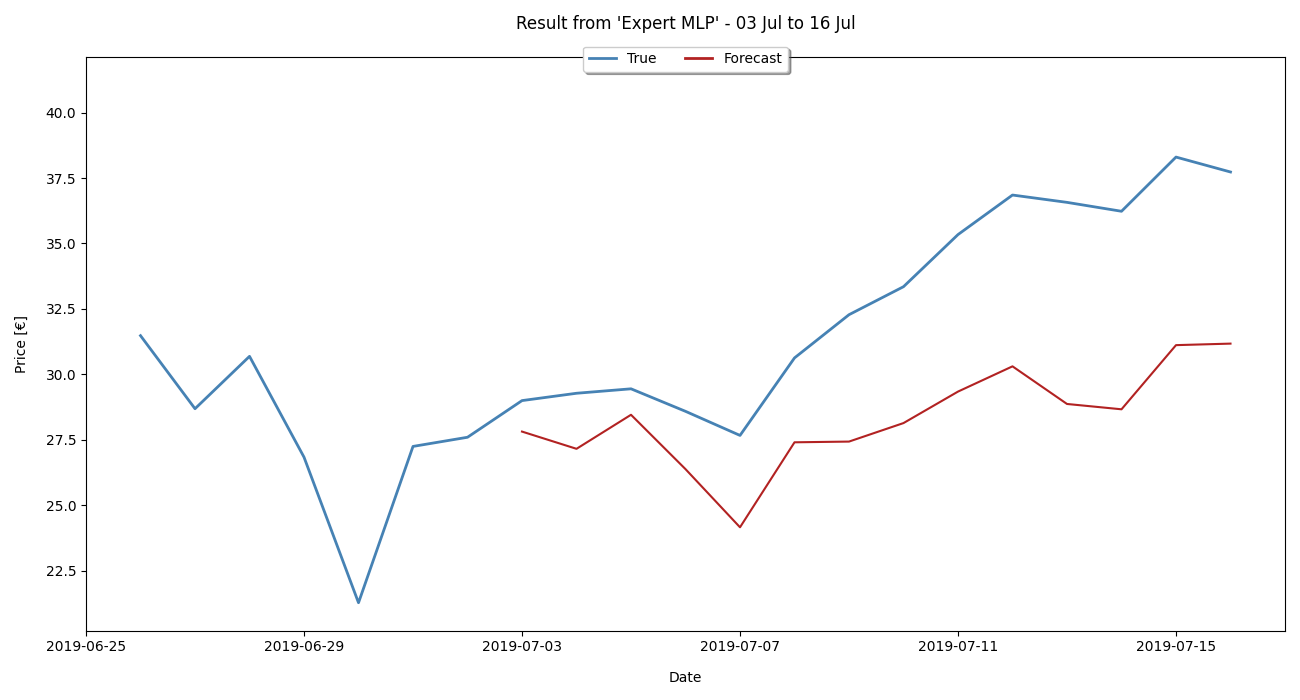 Result from 'Expert MLP' - 03 Jul to 16 Jul
True Forecast
40.0
37.5
35.0
32.5
30.0
27.5
25.0
22.5
Price [€]
2019-06-25 2019-06-29 2019-07-03 2019-07-07 2019-07-11 2019-07-15
Date